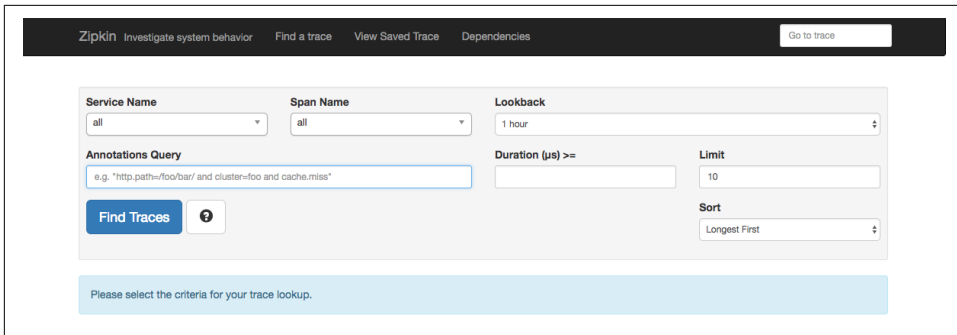 Zipkin Investigate system behavior Find a trace View Saved Trace Dependencies Go to trace
Service Name Span Name Lookback
all all 1 hour
Annotations Query Duration (μs) >= Limit
e.g. "http.path=/foo/bar/ and cluster=foo and cache.miss" 10
Find Traces ? Sort
Longest First
Please select the criteria for your trace lookup.